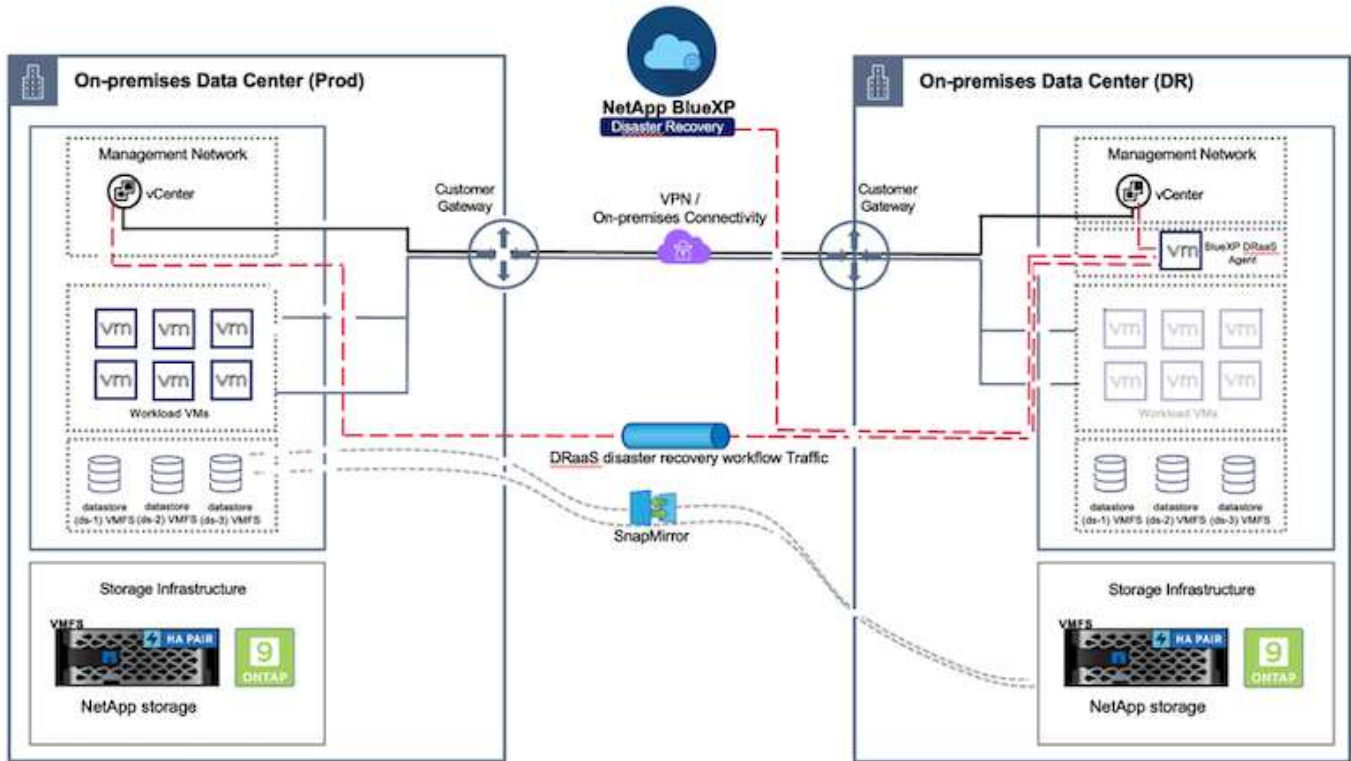 NetApp BlueXP
Disaster Recovery
On-premises Data Center (Prod)
Management Network
vCenter
vm vm vm
vm vm vm
Workload VMs
datastore
(ds-1) VMFS
datastore
(ds-2) VMFS
datastore
(ds-3) VMFS
Storage Infrastructure
VMFS
HA PAIR
9
ONTAP
NetApp storage
Customer
Gateway
VPN /
On-premises Connectivity
Customer
Gateway
DRaaS disaster recovery workflow Traffic
SnapMirror
On-premises Data Center (DR)
Management Network
vCenter
vm
BlueXP DRaaS
Agent
vm vm vm
vm vm vm
Workload VMs
datastore
(ds-1) VMFS
datastore
(ds-2) VMFS
datastore
(ds-3) VMFS
Storage Infrastructure
VMFS
HA PAIR
9
ONTAP
NetApp storage